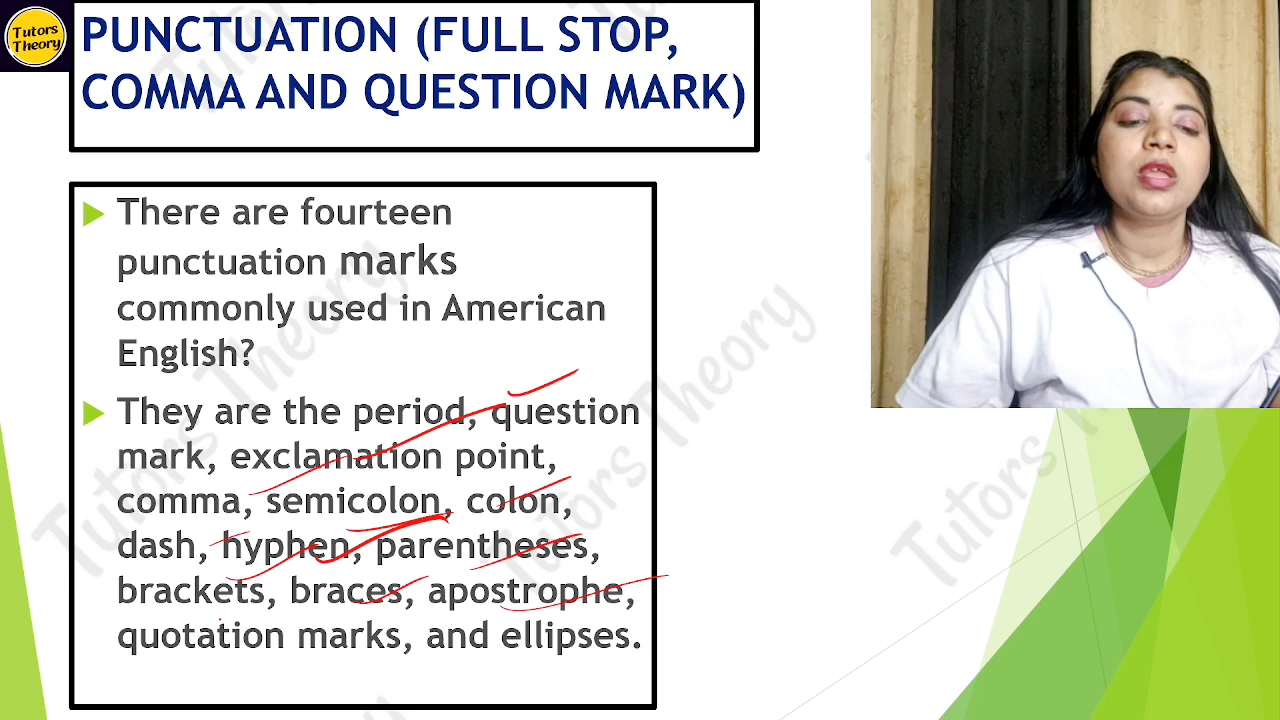 Tutors
Theory
PUNCTUATION (FULL STOP,
COMMA AND QUESTION MARK)
There are fourteen
punctuation marks
commonly used in American
English?
They are the period, question
mark, exclamation point,
comma, semicolon, colon,
dash, hyphen, parentheses,
brackets, braces, apostrophe,
quotation marks, and ellipses.
Tutors Theory
Tutors Theory
Tutors Theory